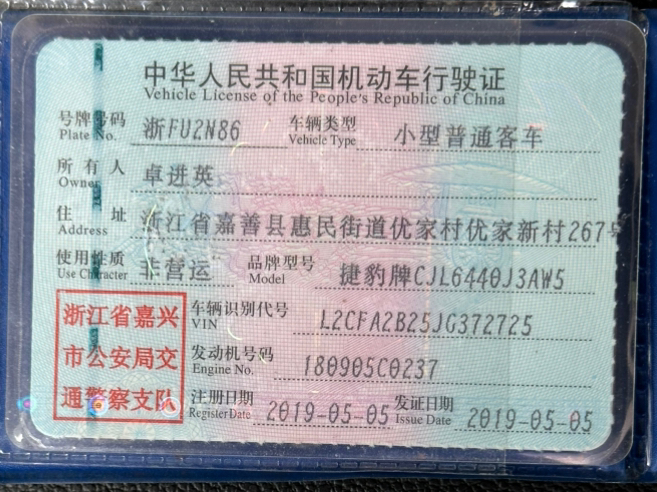 中华人民共和国机动车行驶证
Vehicle License of the People's Republic of China
号牌号码 浙FU2N86 车辆类型 小型普通客车
Plate No. Vehicle Type
所有人 卓进英
Owner
住址 浙江省嘉善县惠民街道优家村优家新村267号
Address
使用性质 非营运 品牌型号 捷豹牌CJL6440J3AW5
Use Character Model
浙江省嘉兴
市公安局交
通警察支队
车辆识别代号 L2CFA2B25JG372725
VIN
发动机号码 180905C0237
Engine No.
注册日期 2019-05-05 发证日期 2019-05-05
Register Date Issue Date